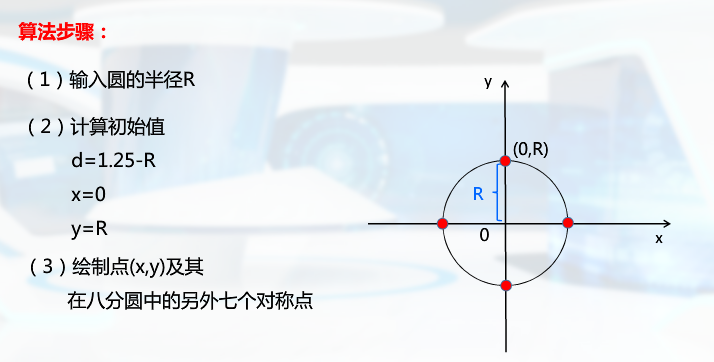 算法步骤：
（1）输入圆的半径R
（2）计算初始值
d=1.25-R
x=0
y=R
（3）绘制点(x,y)及其
在八分圆中的另外七个对称点
y
(0,R)
R
0
x